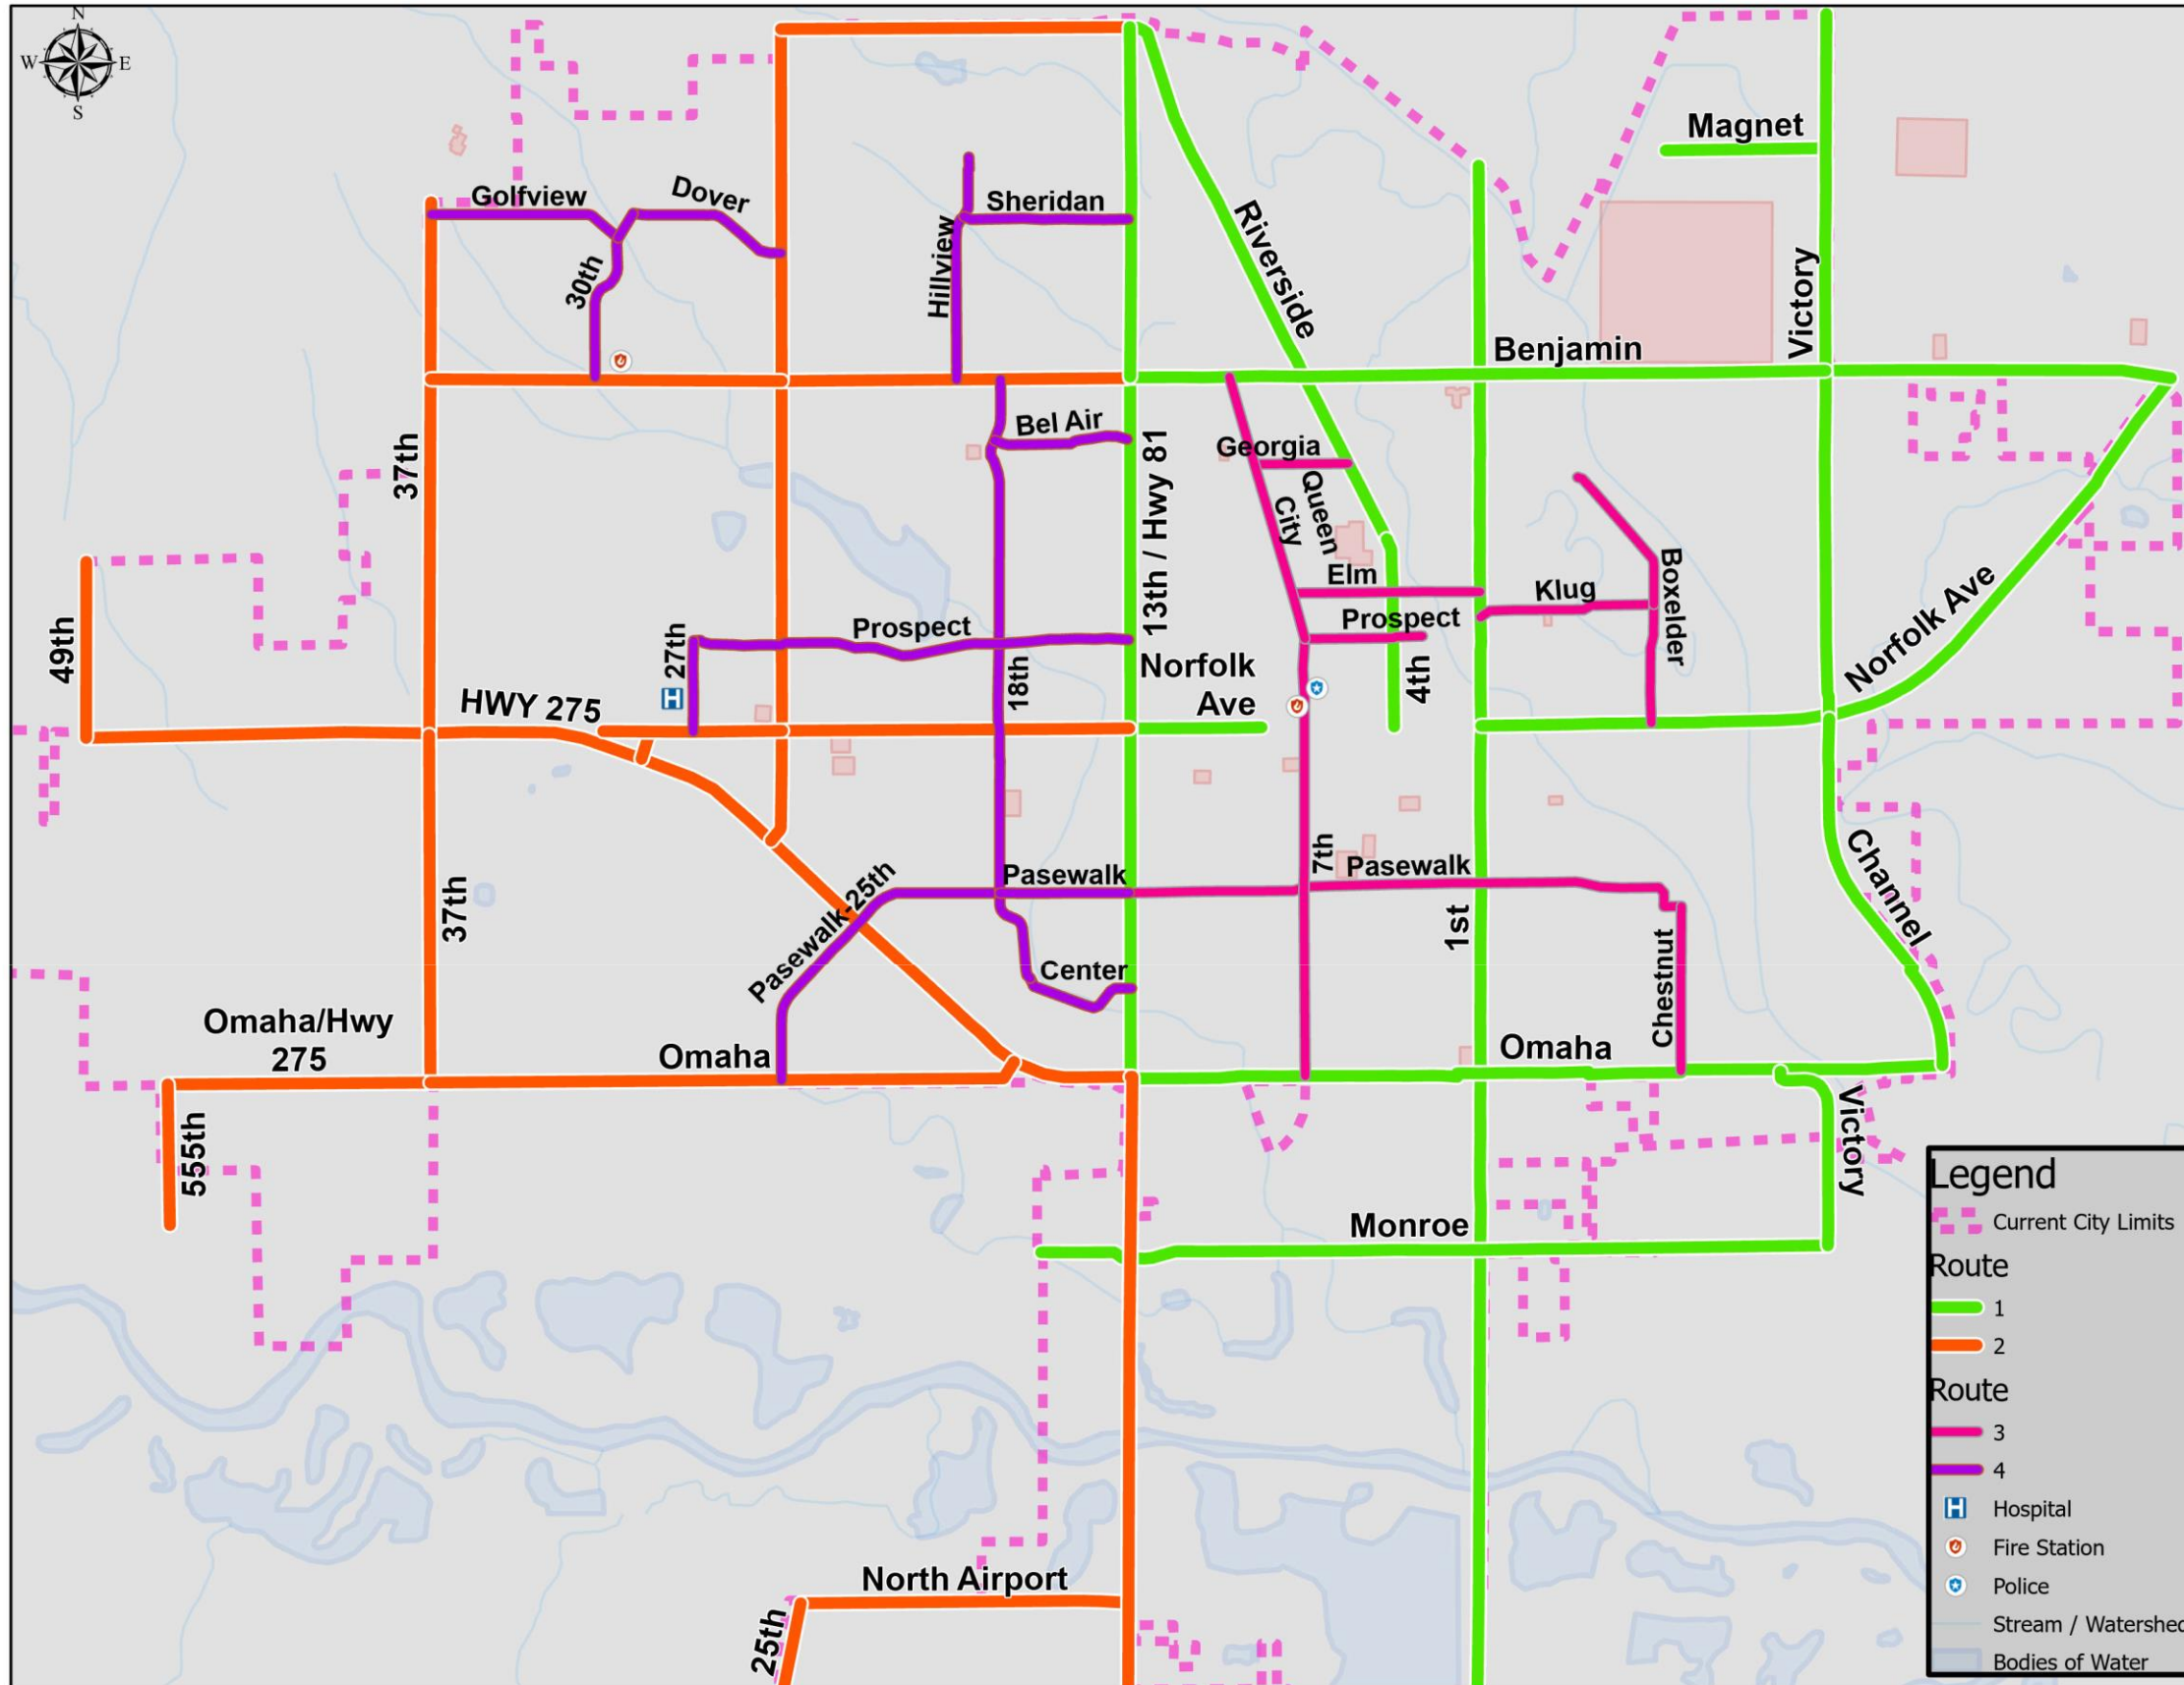 N
W
E
S
Magnet
Golfview
Dover
Sheridan
Hillview
Riverside
30th
Victory
Benjamin
Bel Air
37th
13th / Hwy 81
Georgia
Queen
City
Elm
Klug
Boxelder
Prospect
Prospect
49th
27th
18th
4th
Norfolk Ave
Norfolk
Ave
HWY 275
Pasewalk-25th
Pasewalk
7th
Pasewalk
Channel
37th
1st
Chestnut
Center
Omaha/Hwy
275
Omaha
Omaha
555th
Victory
Monroe
North Airport
25th
Legend
Current City Limits
Route
1
2
Route
3
4
H Hospital
Fire Station
Police
Stream / Watershed
Bodies of Water
H